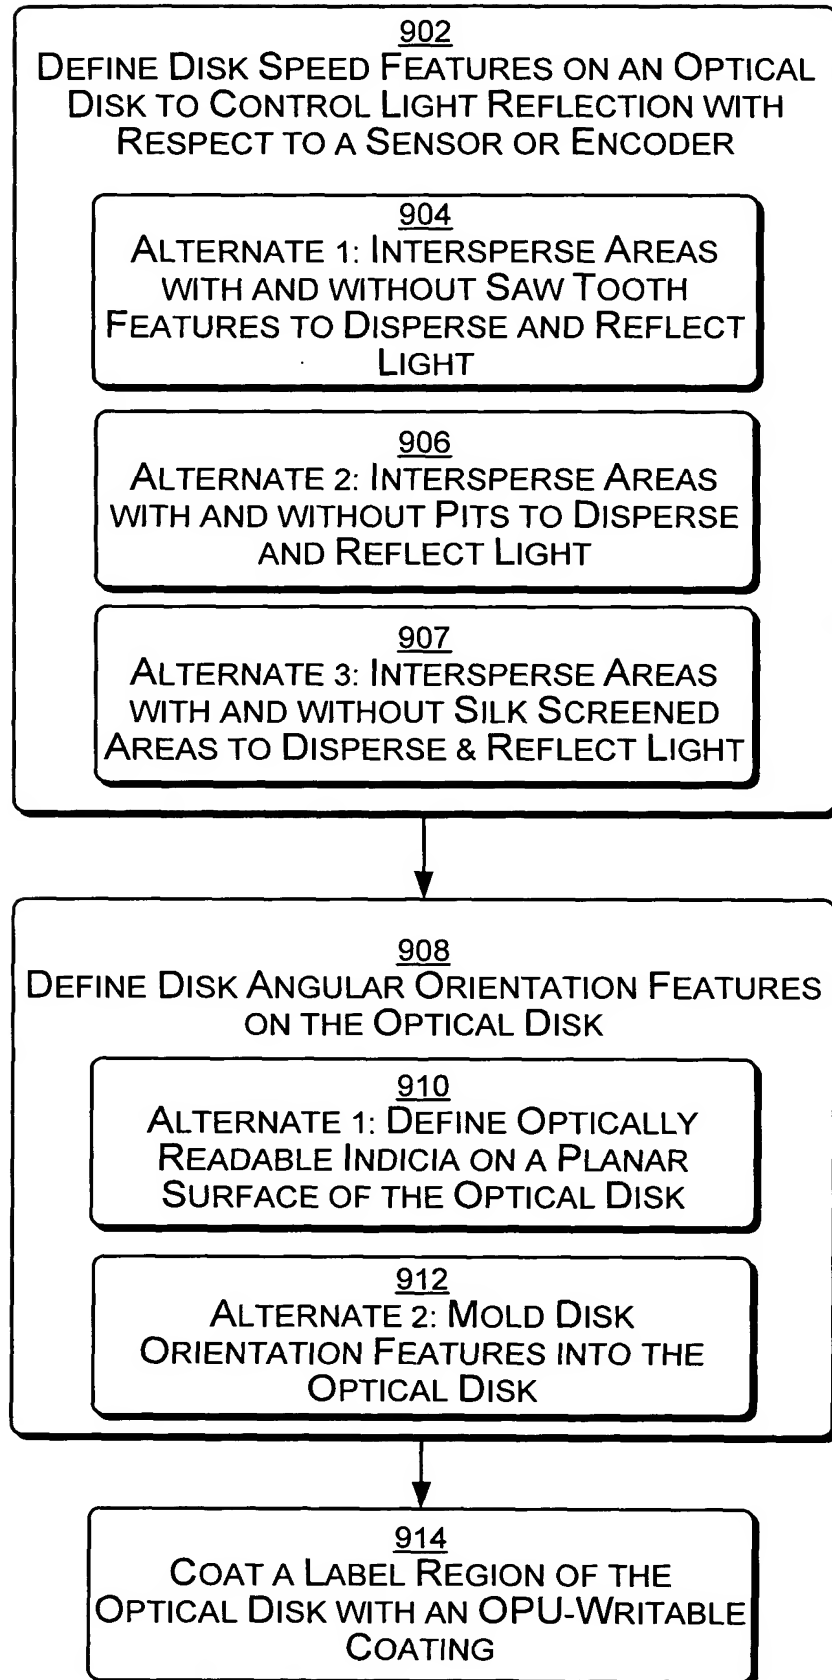 902
DEFINE DISK SPEED FEATURES ON AN OPTICAL
DISK TO CONTROL LIGHT REFLECTION WITH
RESPECT TO A SENSOR OR ENCODER
904
ALTERNATE 1: INTERSPERSE AREAS
WITH AND WITHOUT SAW TOOTH
FEATURES TO DISPERSE AND REFLECT
LIGHT
906
ALTERNATE 2: INTERSPERSE AREAS
WITH AND WITHOUT PITS TO DISPERSE
AND REFLECT LIGHT
907
ALTERNATE 3: INTERSPERSE AREAS
WITH AND WITHOUT SILK SCREENED
AREAS TO DISPERSE & REFLECT LIGHT
908
DEFINE DISK ANGULAR ORIENTATION FEATURES
ON THE OPTICAL DISK
910
ALTERNATE 1: DEFINE OPTICALLY
READABLE INDICIA ON A PLANAR
SURFACE OF THE OPTICAL DISK
912
ALTERNATE 2: MOLD DISK
ORIENTATION FEATURES INTO THE
OPTICAL DISK
914
COAT A LABEL REGION OF THE
OPTICAL DISK WITH AN OPU-WRITABLE
COATING